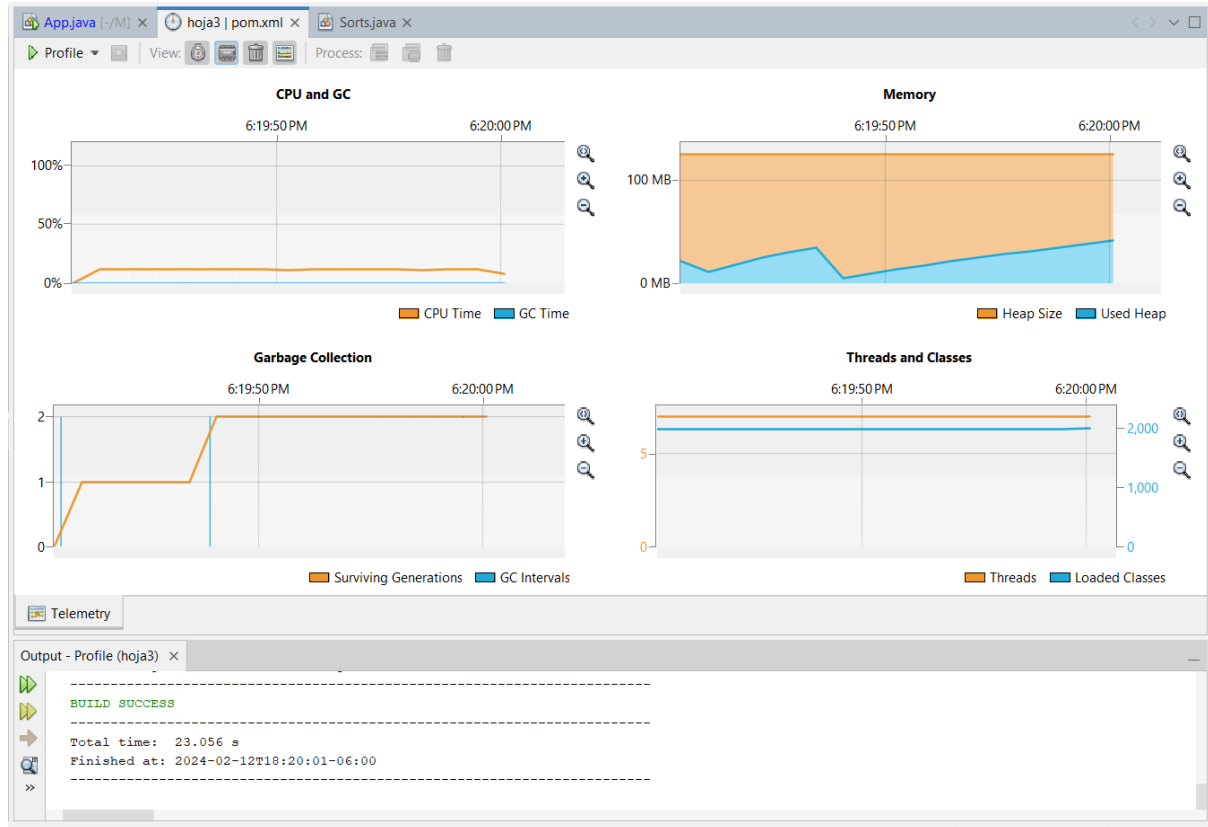 App.java [-/M] × hoja3 | pom.xml × Sorts.java ×
Profile View: Process:
CPU and GC
6:19:50 PM 6:20:00 PM
100%
50%
0%
CPU Time GC Time
Memory
6:19:50 PM 6:20:00 PM
100 MB
0 MB
Heap Size Used Heap
Garbage Collection
6:19:50 PM 6:20:00 PM
2
1
0
Surviving Generations GC Intervals
Threads and Classes
6:19:50 PM 6:20:00 PM
2,000
5
1,000
0 0
Threads Loaded Classes
Telemetry
Output - Profile (hoja3) ×
------------------------------------------------------------------------
BUILD SUCCESS
------------------------------------------------------------------------
Total time: 23.056 s
Finished at: 2024-02-12T18:20:01-06:00
------------------------------------------------------------------------